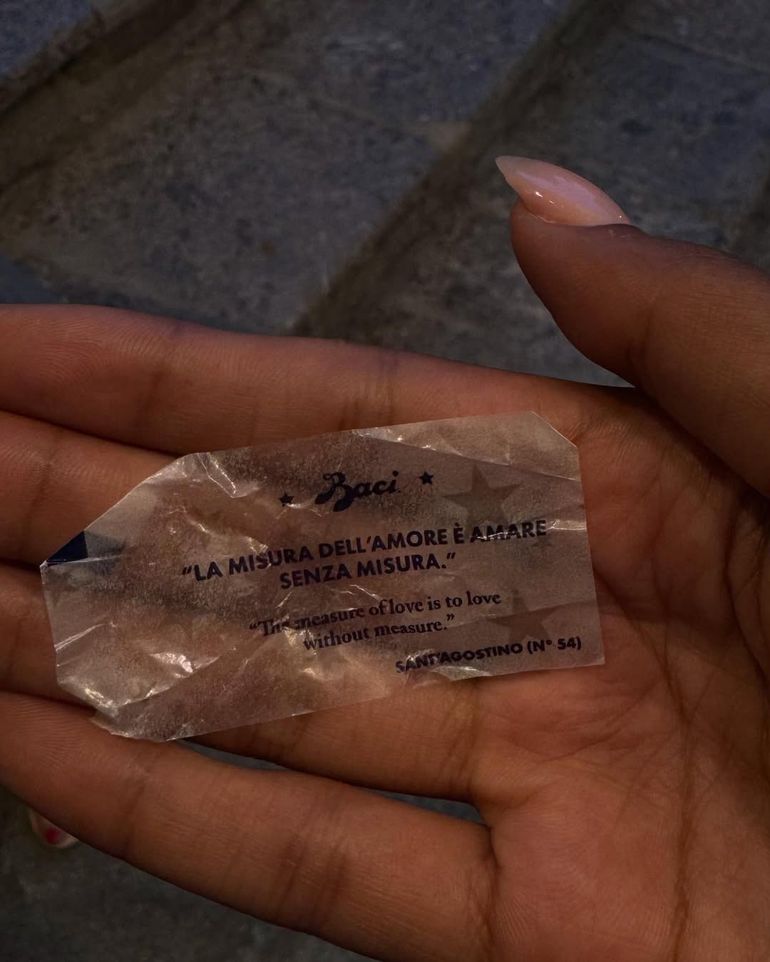 Baci
“LA MISURA DELL’AMORE È AMARE
SENZA MISURA.”
“The measure of love is to love
without measure.”
SANT’AGOSTINO (N° 54)